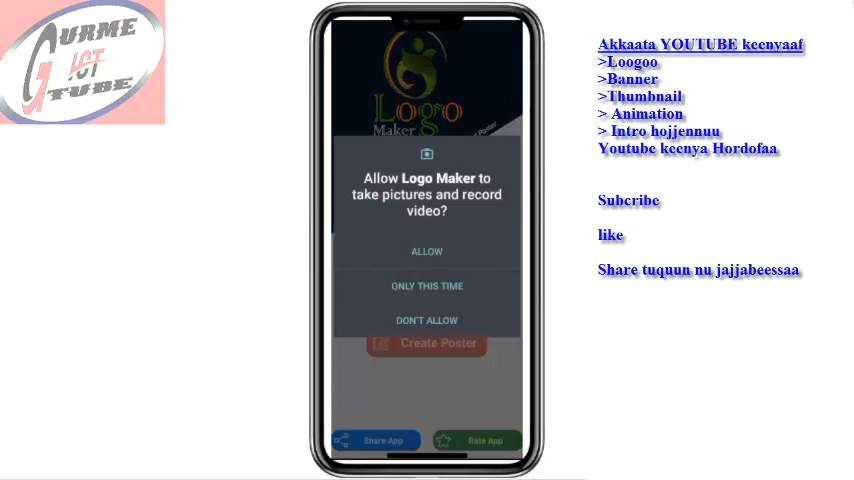 GURME
ICT
TUBE
Logo
Maker
Poster
Allow Logo Maker to
take pictures and record
video?
ALLOW
ONLY THIS TIME
DON'T ALLOW
Create Poster
Share App
Rate App
Akkaata YOUTUBE keenyaaf
>Loogoo
>Banner
>Thumbnail
> Animation
> Intro hojjennuu
Youtube keenya Hordofaa
Subcribe
like
Share tuquun nu jajjabeessaa